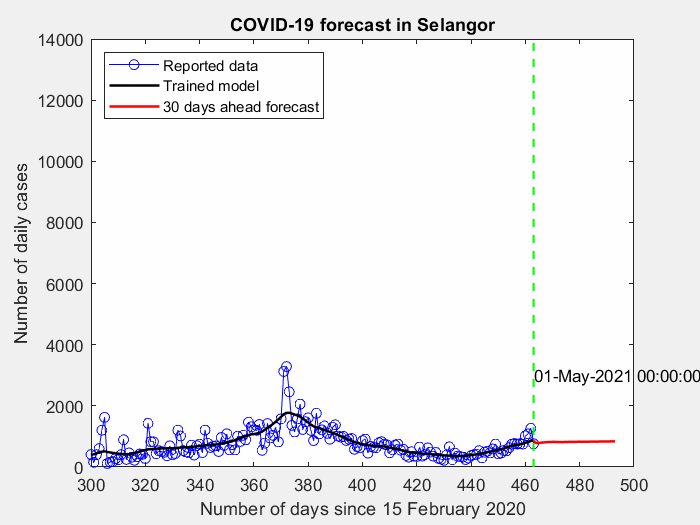 COVID-19 forecast in Selangor
Number of daily cases
14000
12000
10000
8000
6000
4000
2000
0
Reported data
Trained model
30 days ahead forecast
01-May-2021 00:00:00
300 320 340 360 380 400 420 440 460 480 500
Number of days since 15 February 2020